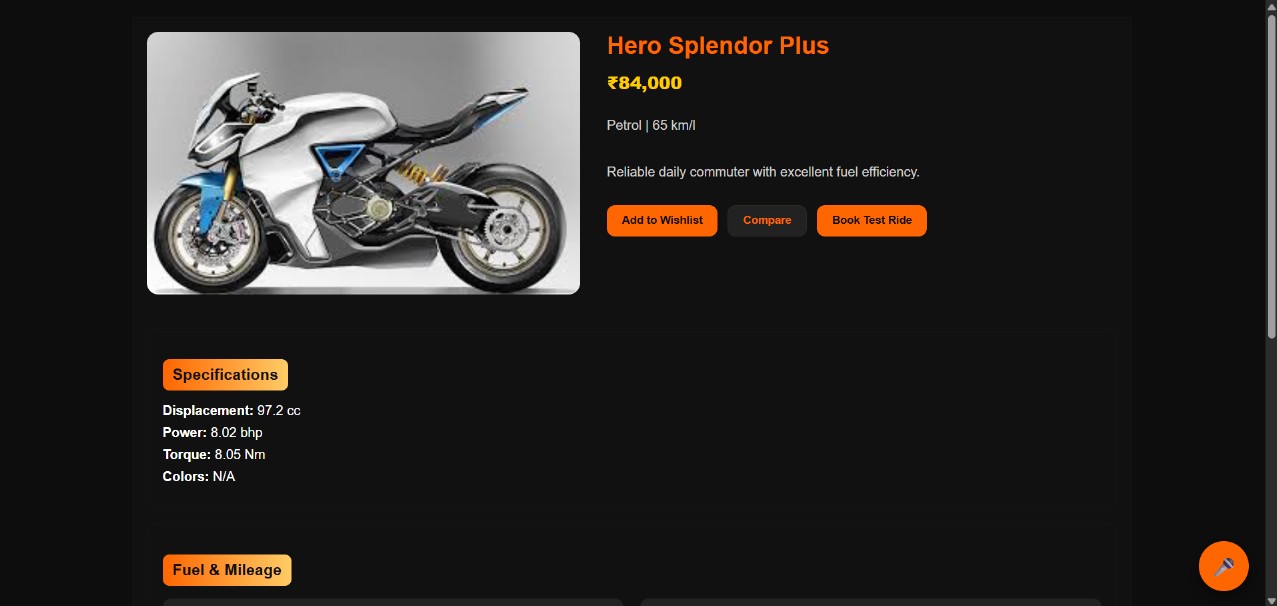 Hero Splendor Plus
₹84,000
Petrol | 65 km/l
Reliable daily commuter with excellent fuel efficiency.
Add to Wishlist Compare Book Test Ride
Specifications
Displacement: 97.2 cc
Power: 8.02 bhp
Torque: 8.05 Nm
Colors: N/A
Fuel & Mileage